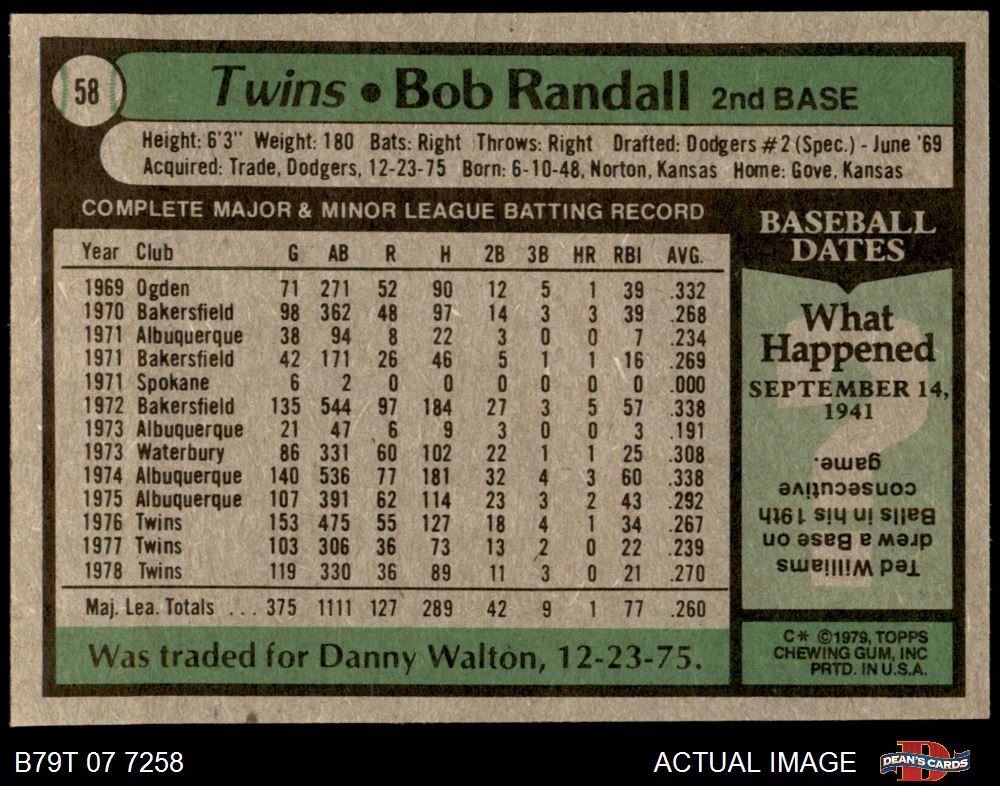 58
Twins • Bob Randall 2nd BASE
Height: 6'3" Weight: 180 Bats: Right Throws: Right Drafted: Dodgers #2 (Spec.) - June '69
Acquired: Trade, Dodgers, 12-23-75 Born: 6-10-48, Norton, Kansas Home: Gove, Kansas
COMPLETE MAJOR & MINOR LEAGUE BATTING RECORD
Year Club G AB R H 2B 3B HR RBI AVG.
1969 Ogden 71 271 52 90 12 5 1 39 .332
1970 Bakersfield 98 362 48 97 14 3 3 39 .268
1971 Albuquerque 38 94 8 22 3 0 0 7 .234
1971 Bakersfield 42 171 26 46 5 1 1 16 .269
1971 Spokane 6 2 0 0 0 0 0 0 .000
1972 Bakersfield 135 544 97 184 27 3 5 57 .338
1973 Albuquerque 21 47 6 9 3 0 0 3 .191
1973 Waterbury 86 331 60 102 22 1 1 25 .308
1974 Albuquerque 140 536 77 181 32 4 3 60 .338
1975 Albuquerque 107 391 62 114 23 3 2 43 .292
1976 Twins 153 475 55 127 18 4 1 34 .267
1977 Twins 103 306 36 73 13 2 0 22 .239
1978 Twins 119 330 36 89 11 3 0 21 .270
Maj. Lea. Totals ... 375 1111 127 289 42 9 1 77 .260
Was traded for Danny Walton, 12-23-75.
BASEBALL
DATES
What
Happened
SEPTEMBER 14,
1941
Ted Williams
drew a Base on
Balls in his 19th
consecutive
game.
C* ©1979, TOPPS
CHEWING GUM, INC
PRTD. IN U.S.A.
B79T 07 7258
ACTUAL IMAGE
D
DEAN'S CARDS